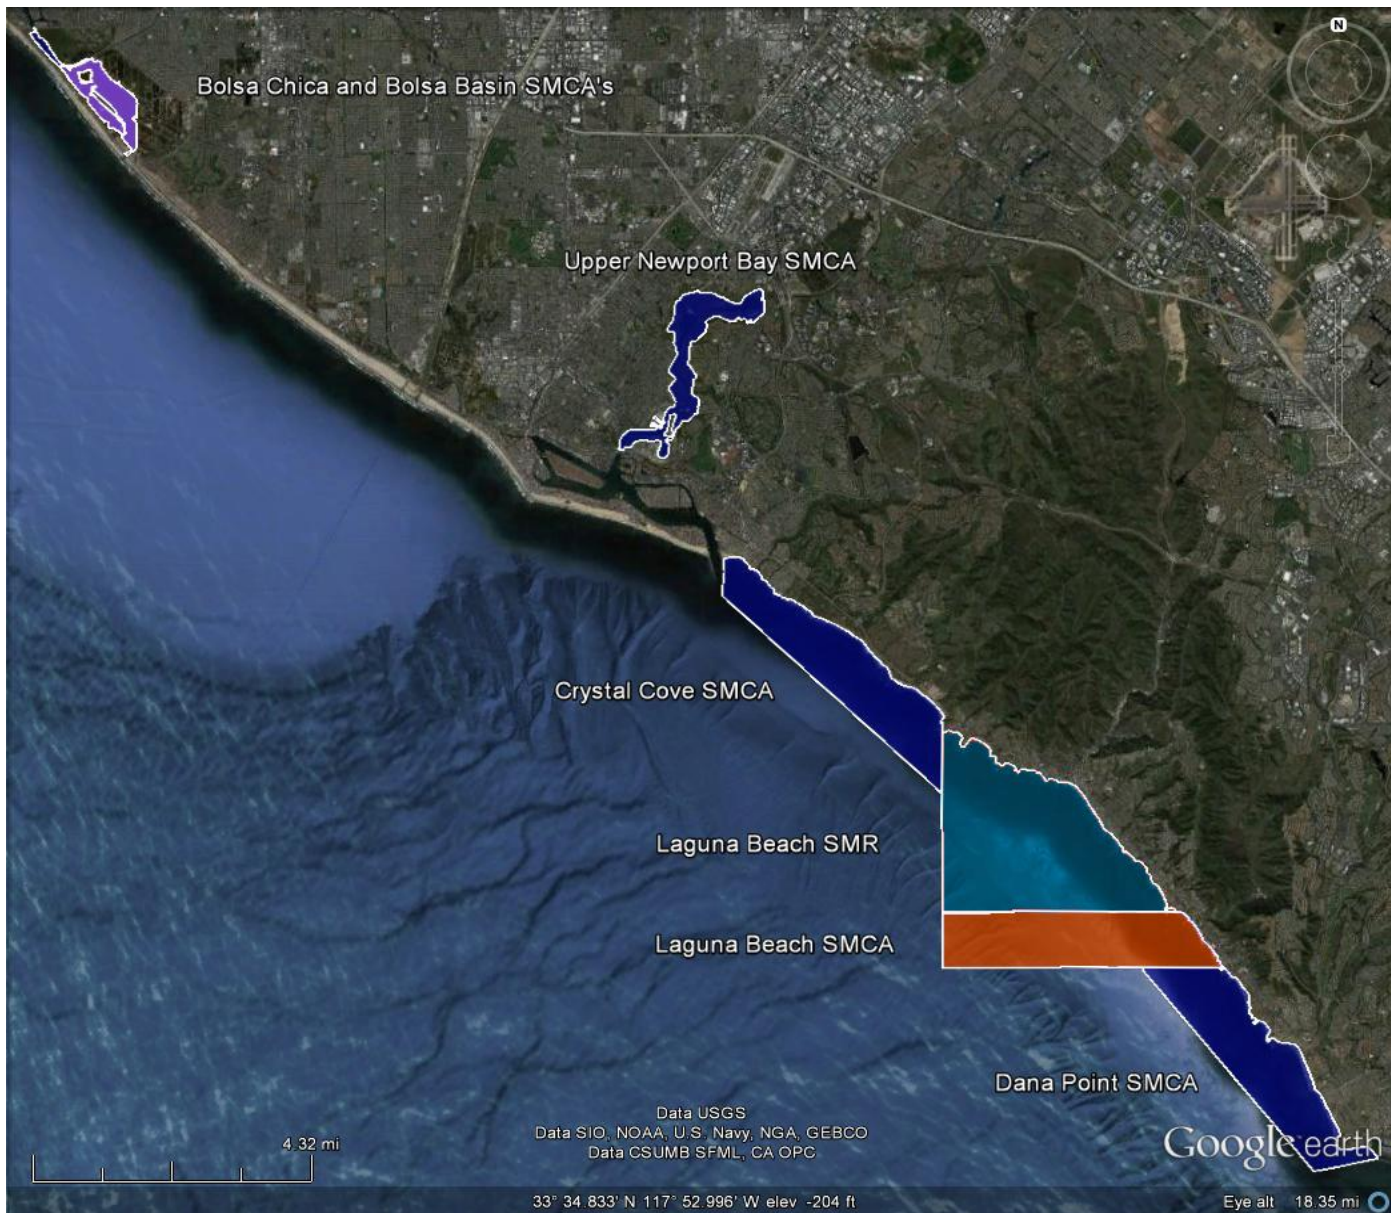 N
Bolsa Chica and Bolsa Basin SMCA's
Upper Newport Bay SMCA
Crystal Cove SMCA
Laguna Beach SMR
Laguna Beach SMCA
Dana Point SMCA
Data USGS
Data SIO, NOAA, U.S. Navy, NGA, GEBCO
Data CSUMB SFML, CA OPC
4.32 mi
Google earth
33° 34.833' N 117° 52.996' W elev -204 ft
Eye alt 18.35 mi